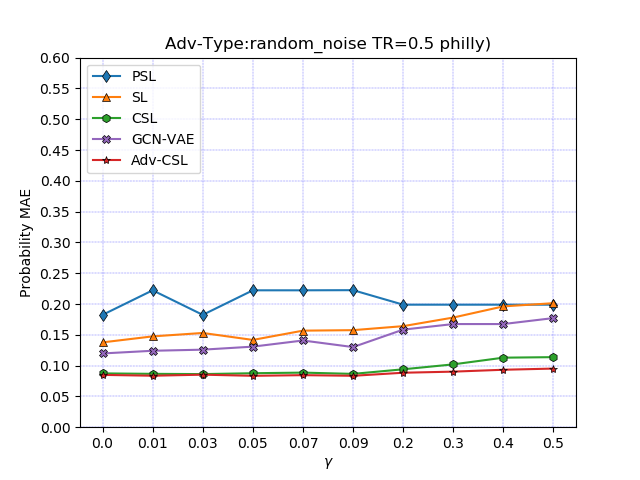 Adv-Type:random_noise TR=0.5 philly)
Probability MAE
0.60
0.55
0.50
0.45
0.40
0.35
0.30
0.25
0.20
0.15
0.10
0.05
0.00
PSL
SL
CSL
GCN-VAE
Adv-CSL
0.0 0.01 0.03 0.05 0.07 0.09 0.2 0.3 0.4 0.5
γ